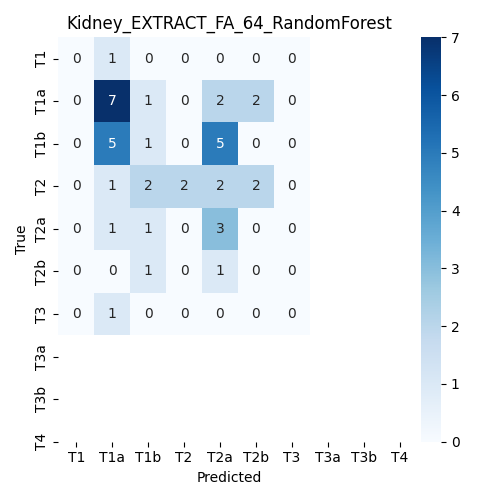 Kidney_EXTRACT_FA_64_RandomForest
T1 0 1 0 0 0 0 0
T1a 0 7 1 0 2 2 0
T1b 0 5 1 0 5 0 0
T2 0 1 2 2 2 2 0
T2a 0 1 1 0 3 0 0
T2b 0 0 1 0 1 0 0
T3 0 1 0 0 0 0 0
T3a
T3b
T4
True
T1 T1a T1b T2 T2a T2b T3 T3a T3b T4
Predicted
7
6
5
4
3
2
1
0